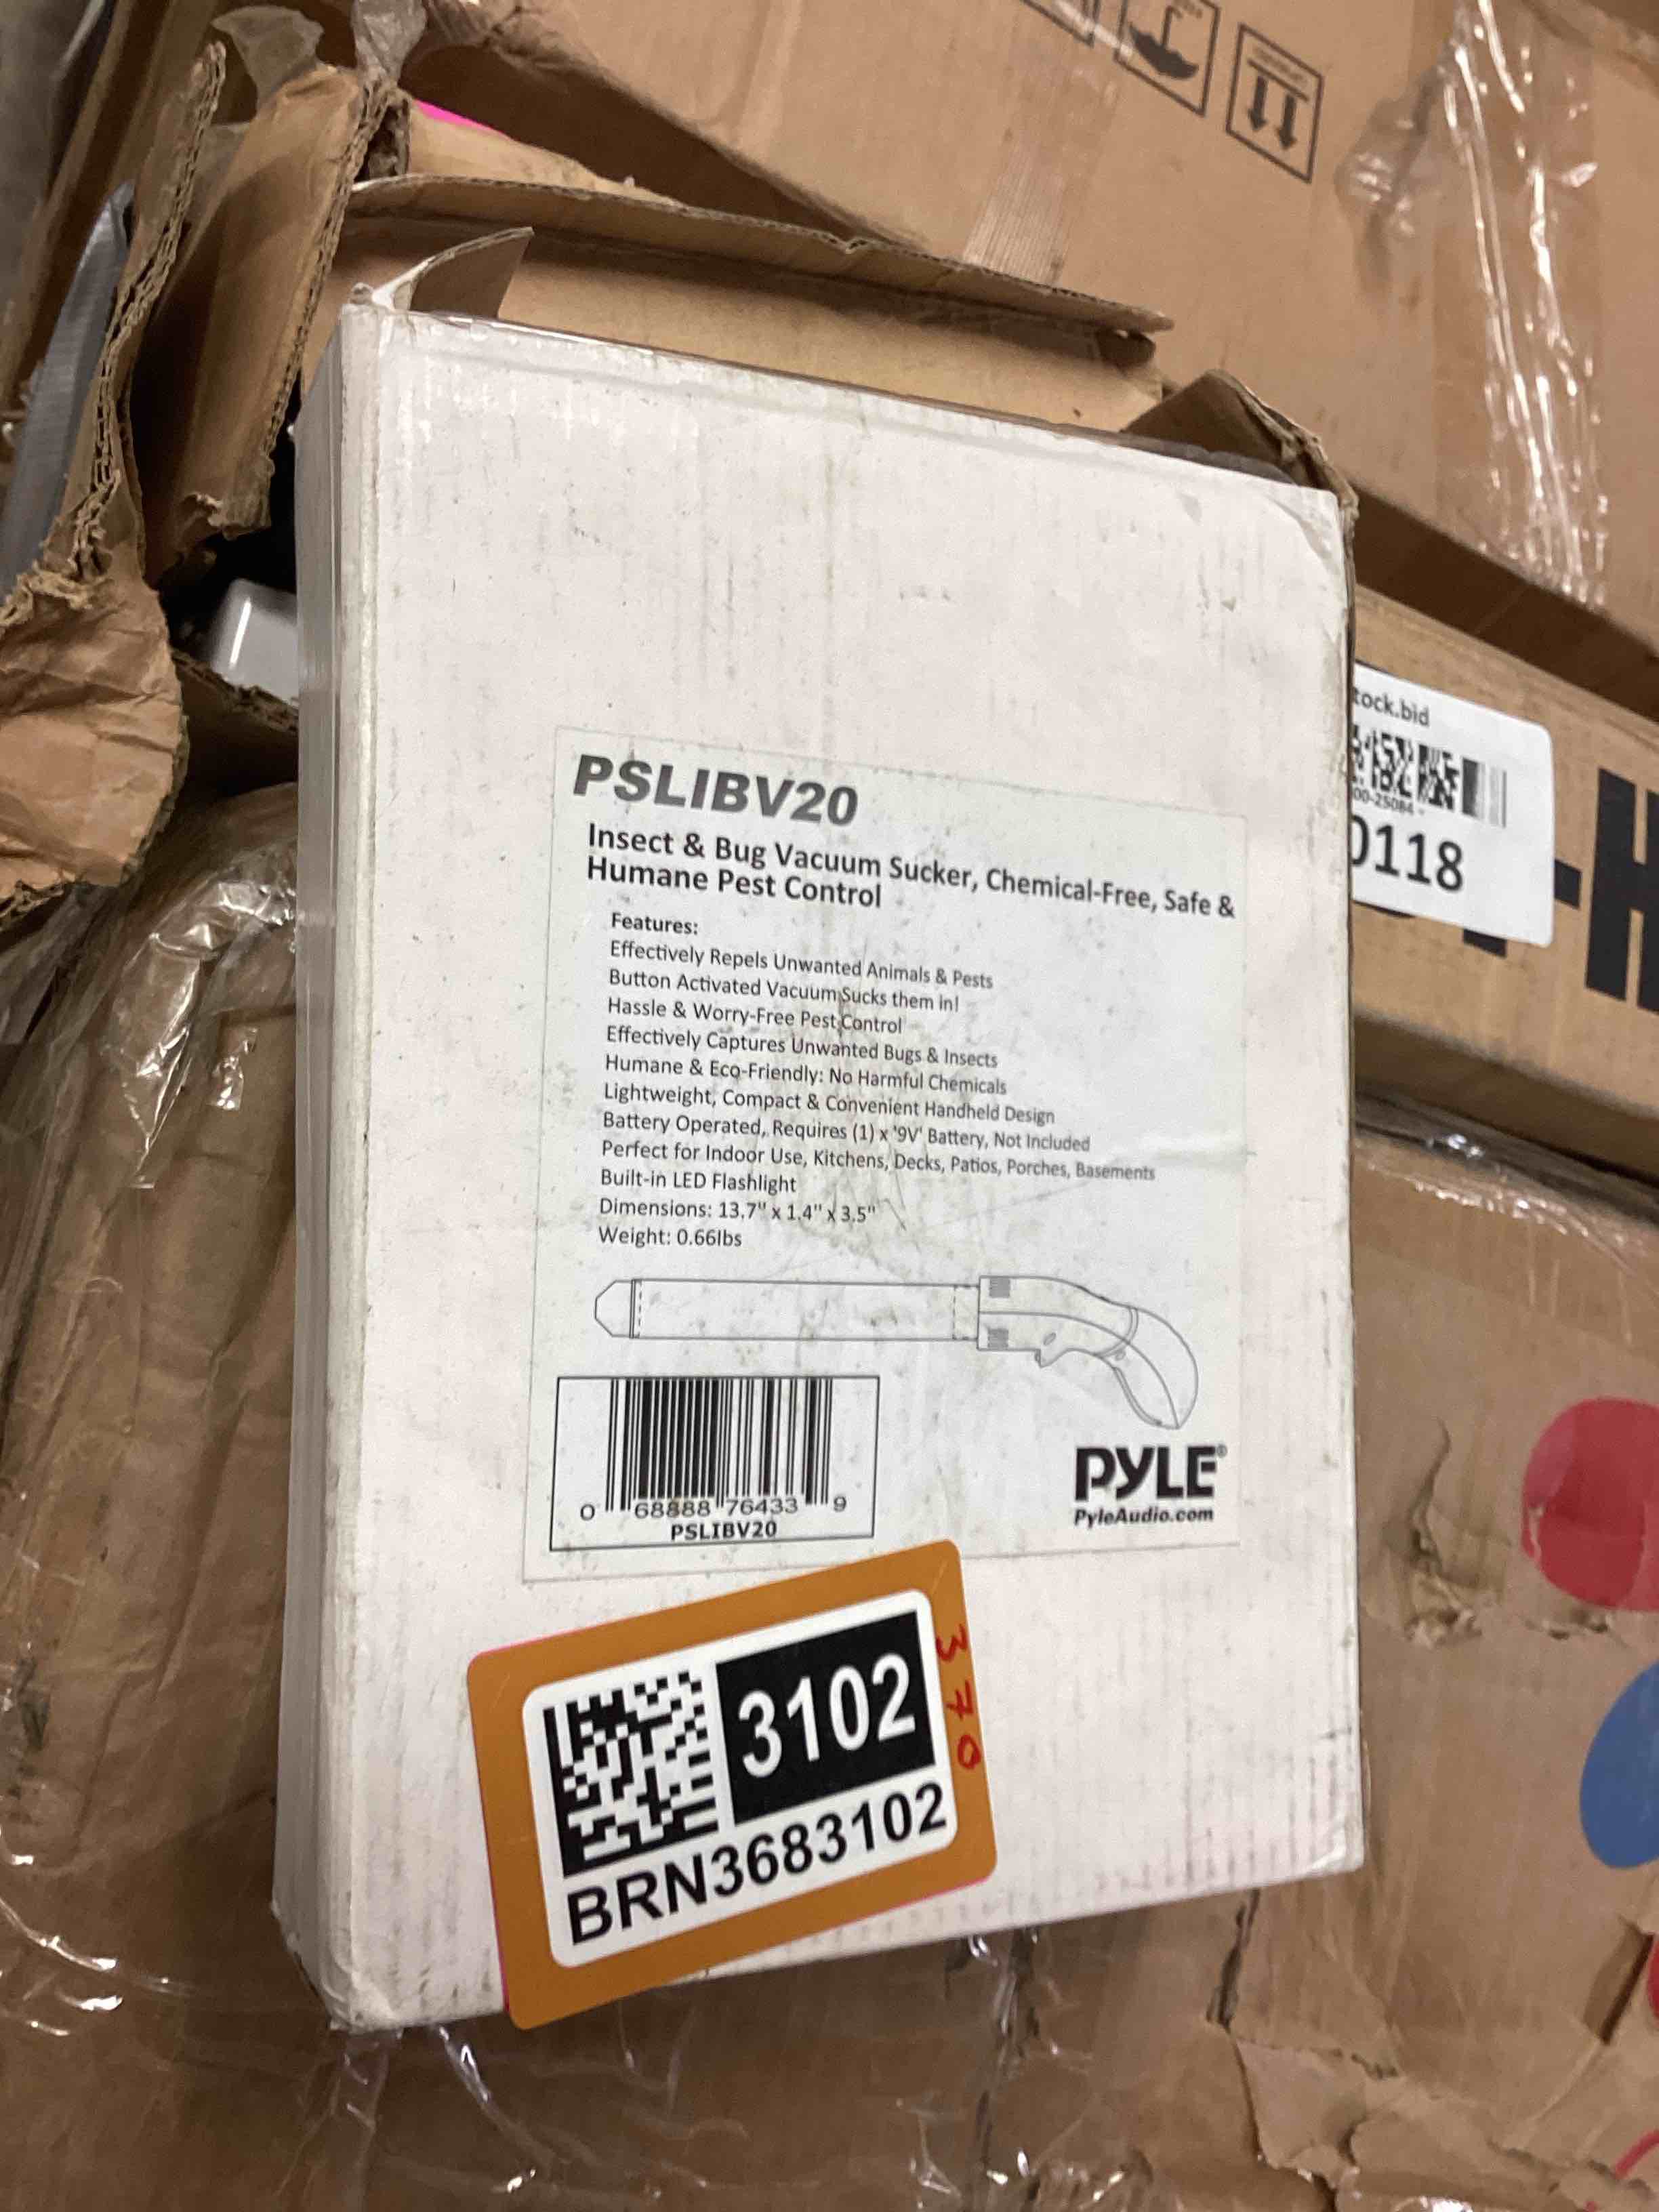 PSLIBV20
Insect & Bug Vacuum Sucker, Chemical-Free, Safe &
Humane Pest Control
Features:
Effectively Repels Unwanted Animals & Pests
Button Activated Vacuum Sucks them in!
Hassle & Worry-Free Pest Control
Effectively Captures Unwanted Bugs & Insects
Humane & Eco-Friendly: No Harmful Chemicals
Lightweight, Compact & Convenient Handheld Design
Battery Operated, Requires (1) x '9V' Battery, Not Included
Perfect for Indoor Use, Kitchens, Decks, Patios, Porches, Basements
Built-in LED Flashlight
Dimensions: 13.7" x 1.4" x 3.5"
Weight: 0.66lbs
0 68888 76433 9
PSLIBV20
PYLE®
PyleAudio.com
3102
BRN3683102
370
tock.bid
00-25084
0118
-H